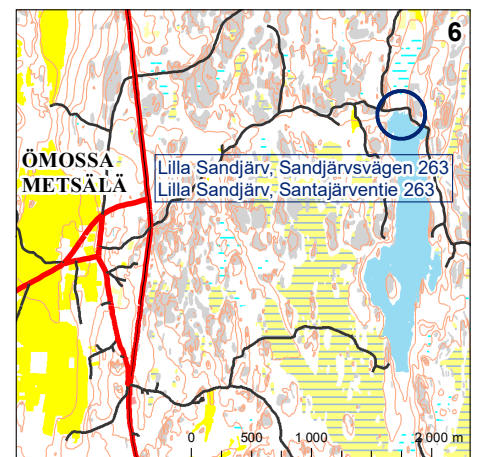 6
ÖMOSSA
METSÄLÄ
Lilla Sandjärv, Sandjärvsvägen 263
Lilla Sandjärv, Santajärventie 263
0 500 1 000 2 000 m